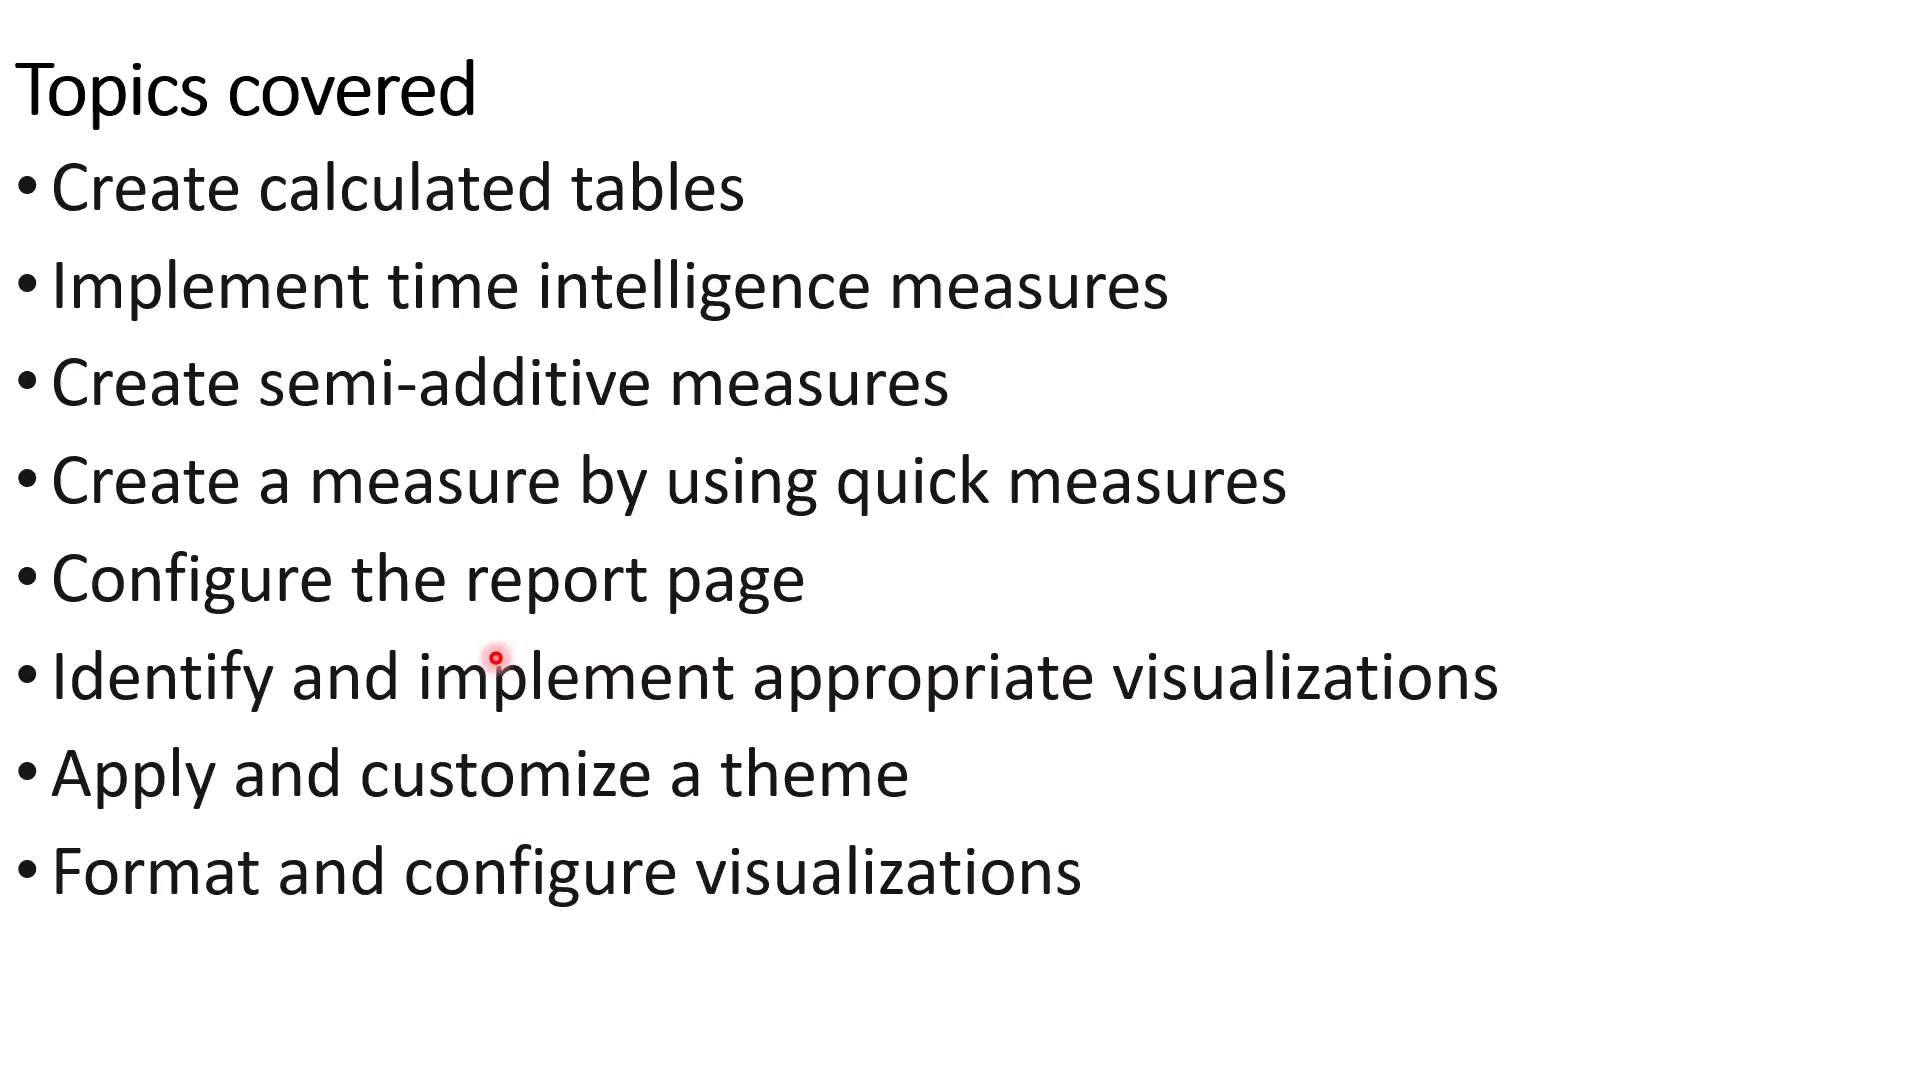 Topics covered
• Create calculated tables
• Implement time intelligence measures
• Create semi-additive measures
• Create a measure by using quick measures
• Configure the report page
• Identify and implement appropriate visualizations
• Apply and customize a theme
• Format and configure visualizations